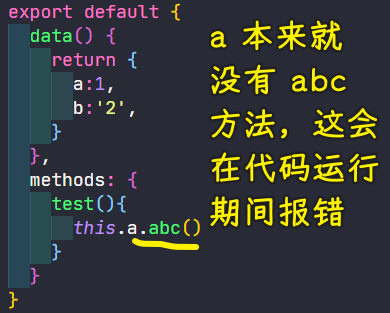 export default {
data() {
return {
a:1,
b:'2',
}
},
methods: {
test(){
this.a.abc()
}
}
}
a 本来就
没有 abc
方法，这会
在代码运行
期间报错